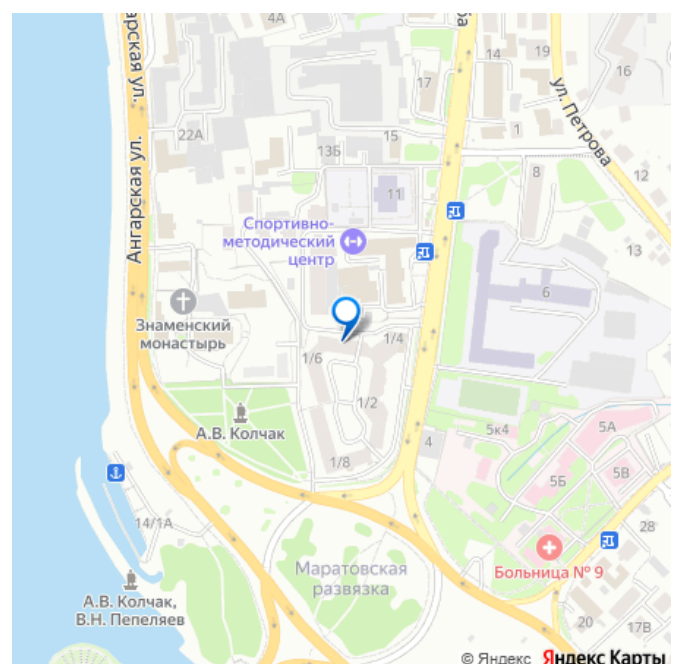 4А
14
19
16
гарская ул.
ба
17
ул. Петрова
22А
15
1
13Б
8
12
11
Ангарская ул.
Спортивно-
методический
центр
13
6
Знаменский
монастырь
1/4
1/6
1/2
А.В. Колчак
4
5к4
5А
1/8
5Б
5В
14/1А
28
Больница № 9
Маратовская
развязка
А.В. Колчак,
В.Н. Пепеляев
20
17В
© Яндекс Яндекс Карты